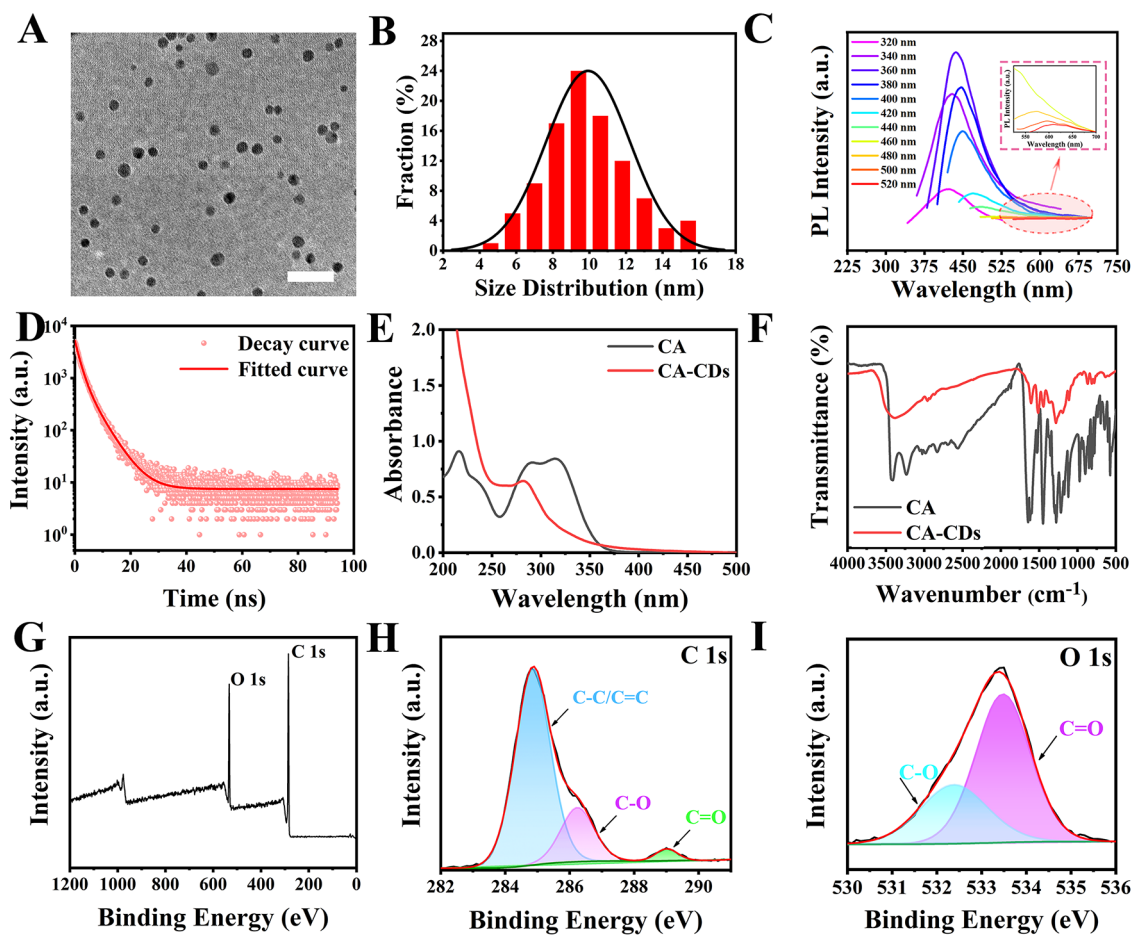 A
B
Fraction (%)
28
24
20
16
12
8
4
0
2 4 6 8 10 12 14 16 18
Size Distribution (nm)
C
PL Intensity (a.u.)
320 nm
340 nm
360 nm
380 nm
400 nm
420 nm
440 nm
460 nm
480 nm
500 nm
520 nm
PL Intensity (a.u.)
550 600 650 700
Wavelength (nm)
225 300 375 450 525 600 675 750
Wavelength (nm)
D
Intensity (a.u.)
10⁴
10³
10²
10¹
10⁰
Decay curve
Fitted curve
0 20 40 60 80 100
Time (ns)
E
Absorbance
2.0
1.5
1.0
0.5
0.0
CA
CA-CDs
200 250 300 350 400 450 500
Wavelength (nm)
F
Transmittance (%)
CA
CA-CDs
4000 3500 3000 2500 2000 1500 1000 500
Wavenumber (cm⁻¹)
G
Intensity (a.u.)
O 1s
C 1s
1200 1000 800 600 400 200 0
Binding Energy (eV)
H
Intensity (a.u.)
C 1s
C-C/C=C
C-O
C=O
282 284 286 288 290
Binding Energy (eV)
I
Intensity (a.u.)
O 1s
C-O
C=O
530 531 532 533 534 535 536
Binding Energy (eV)